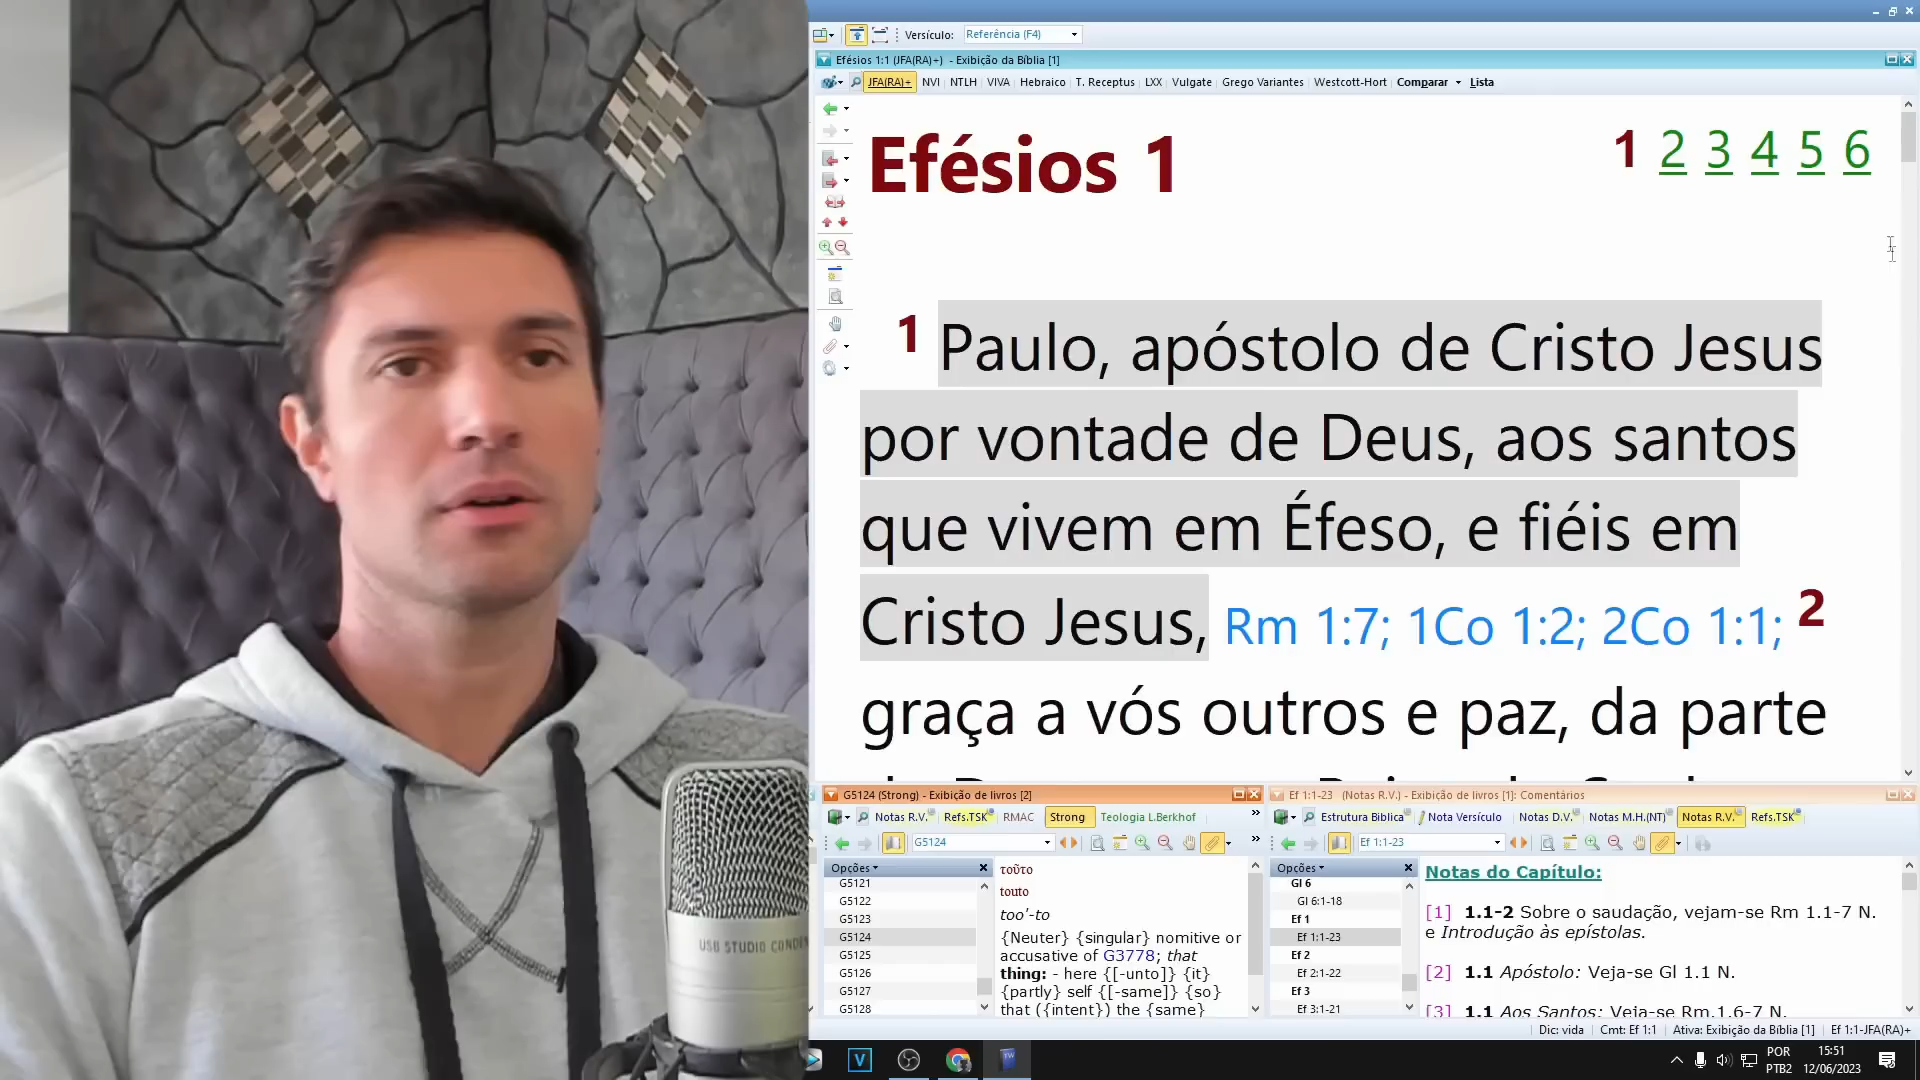 Versículo: Referência (F4)
Efésios 1:1 (JFA(RA)+) - Exibição da Bíblia [1]
JFA(RA)+ NVI NTLH VIVA Hebraico T. Receptus LXX Vulgate Grego Variantes Westcott-Hort Comparar Lista
Efésios 1
1 2 3 4 5 6
1 Paulo, apóstolo de Cristo Jesus
por vontade de Deus, aos santos
que vivem em Éfeso, e fiéis em
Cristo Jesus, Rm 1:7; 1Co 1:2; 2Co 1:1; 2
graça a vós outros e paz, da parte
G5124 (Strong) - Exibição de livros [2]
Notas R.V. Refs.TSK RMAC Strong Teologia L.Berkhof
G5124
Opções
G5121
G5122
G5123
G5124
G5125
G5126
G5127
G5128
τοῦτο
touto
too'-to
{Neuter} {singular} nomitive or
accusative of G3778; that
thing: - here {[-unto]} {it}
{partly} self {[-same]} {so}
that ({intent}) the {same}
Ef 1:1-23 (Notas R.V.) - Exibição de livros [1]: Comentários
Estrutura Bíblica Nota Versículo Notas D.V. Notas M.H.(NT) Notas R.V. Refs.TSK
Ef 1:1-23
Opções
Gl 6
Gl 6:1-18
Ef 1
Ef 1:1-23
Ef 2
Ef 2:1-22
Ef 3
Ef 3:1-21
Notas do Capítulo:
[1] 1.1-2 Sobre o saudação, vejam-se Rm 1.1-7 N.
e Introdução às epístolas.
[2] 1.1 Apóstolo: Veja-se Gl 1.1 N.
[3] 1.1 Aos Santos: Veja-se Rm.1.6-7 N.
Dic: vida Cmt: Ef 1:1 Ativa: Exibição da Bíblia [1] Ef 1:1-JFA(RA)+
USB STUDIO CONDEN
V
POR
PTB2
15:51
12/06/2023